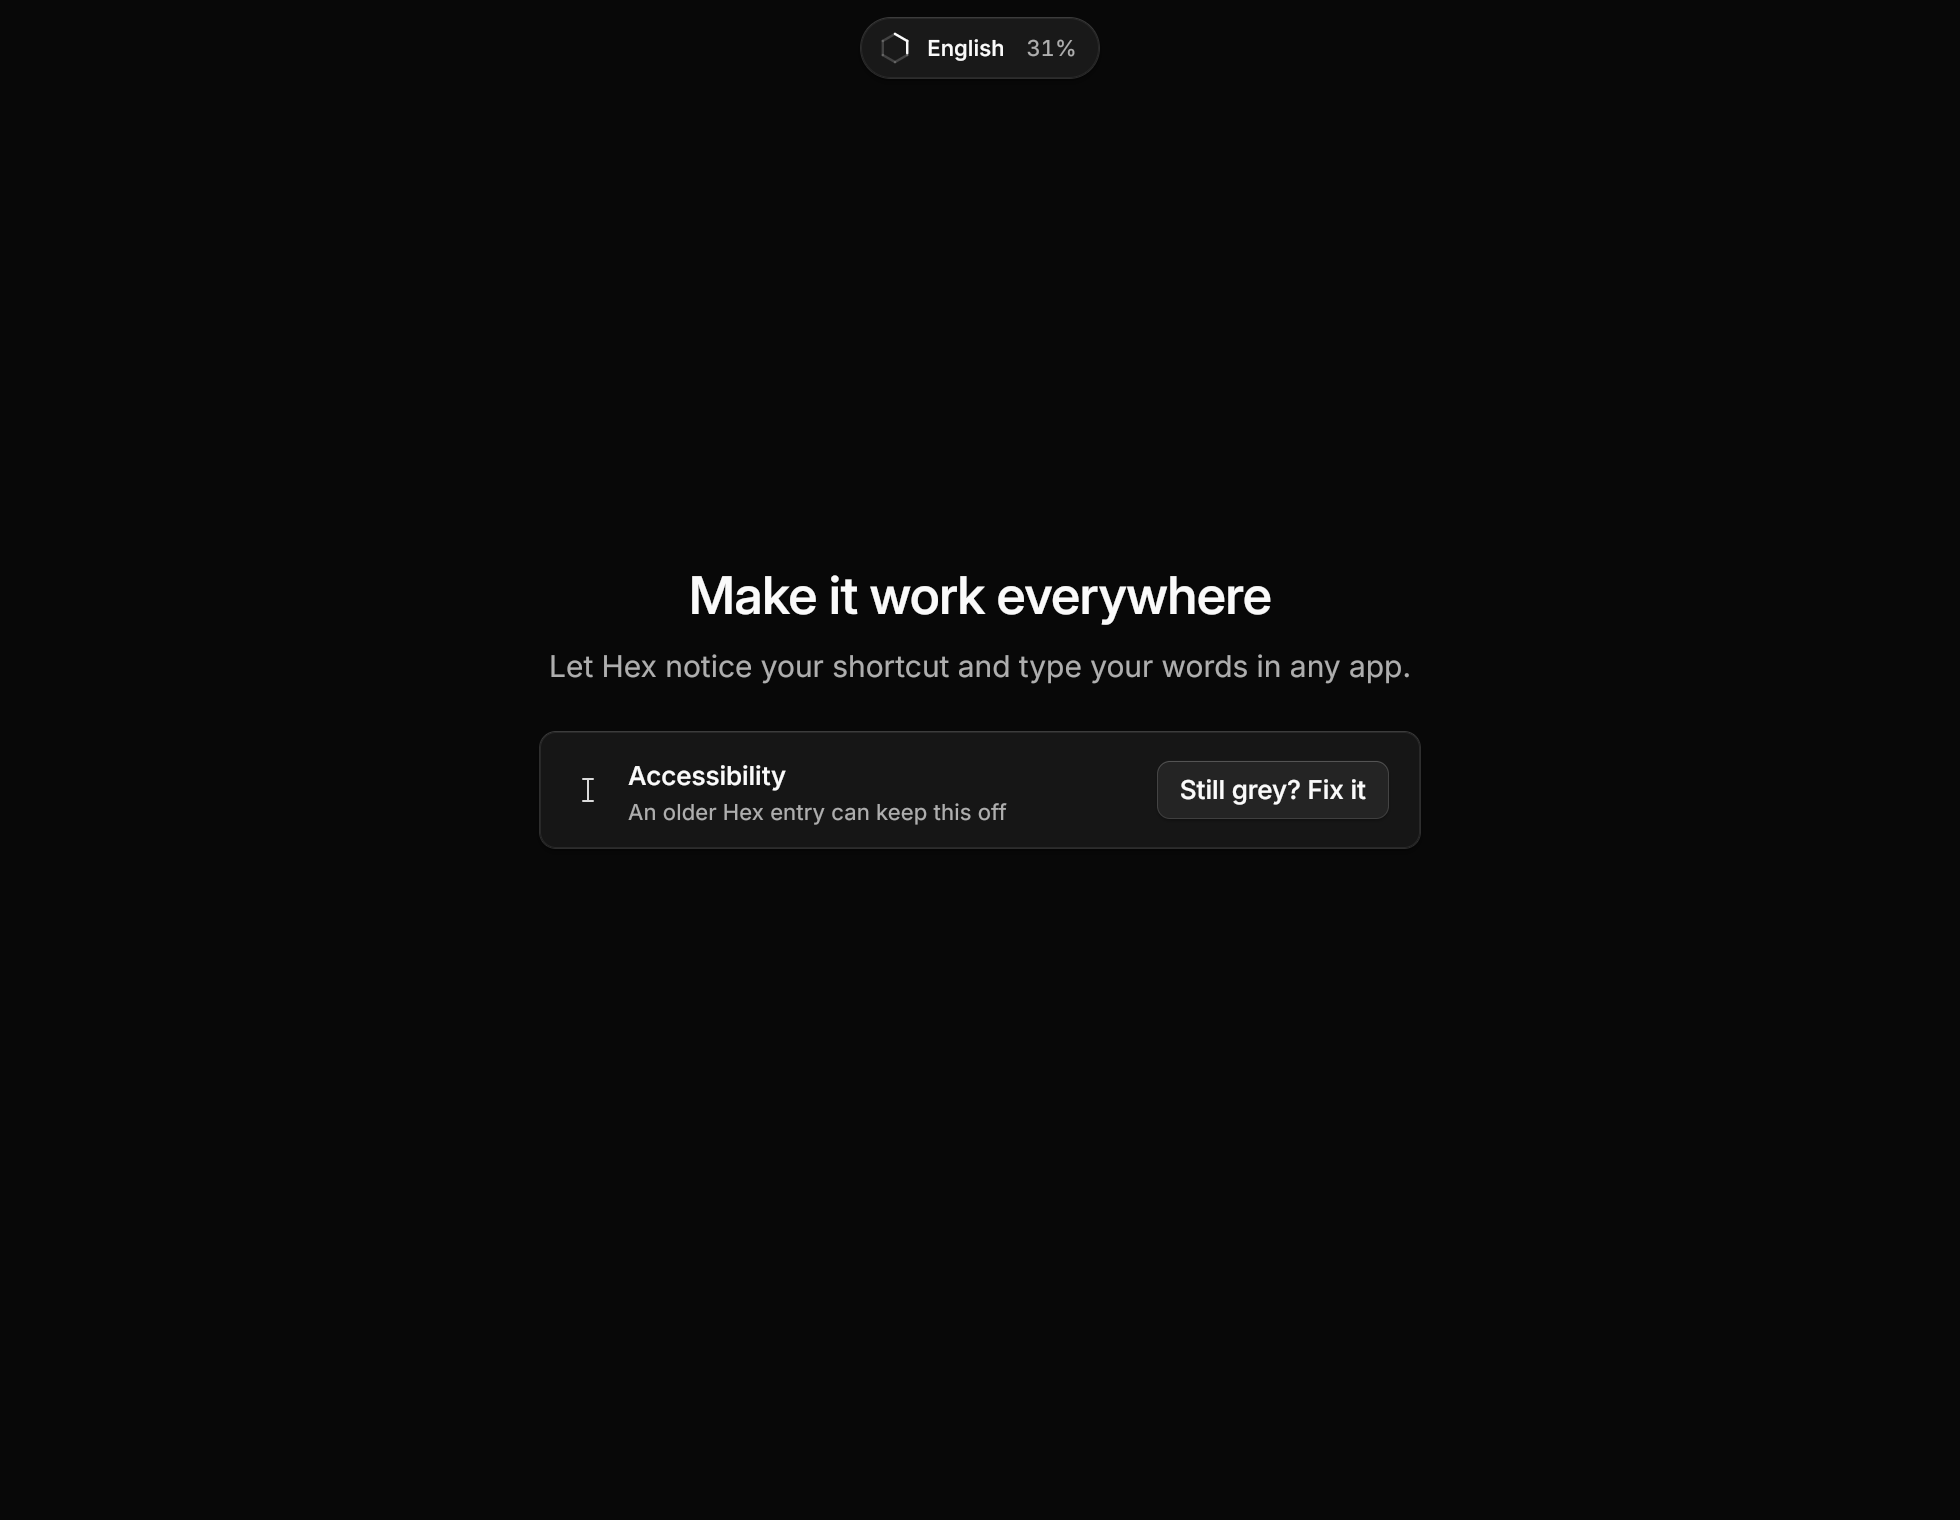 English 31%
Make it work everywhere
Let Hex notice your shortcut and type your words in any app.
Accessibility
An older Hex entry can keep this off
Still grey? Fix it